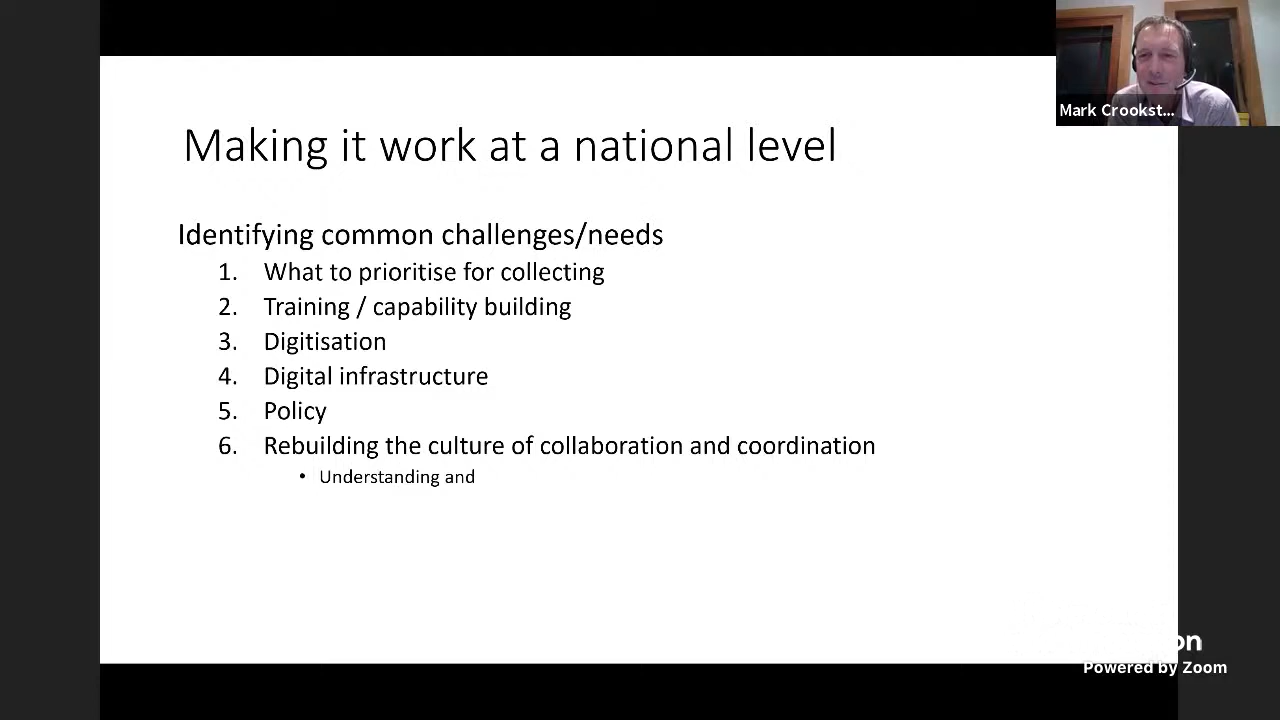 Mark Crookst...
Making it work at a national level
Identifying common challenges/needs
1. What to prioritise for collecting
2. Training / capability building
3. Digitisation
4. Digital infrastructure
5. Policy
6. Rebuilding the culture of collaboration and coordination
• Understanding and
on
Powered by Zoom